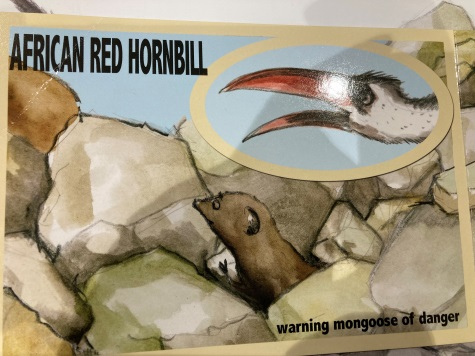 AFRICAN RED HORNBILL
warning mongoose of danger